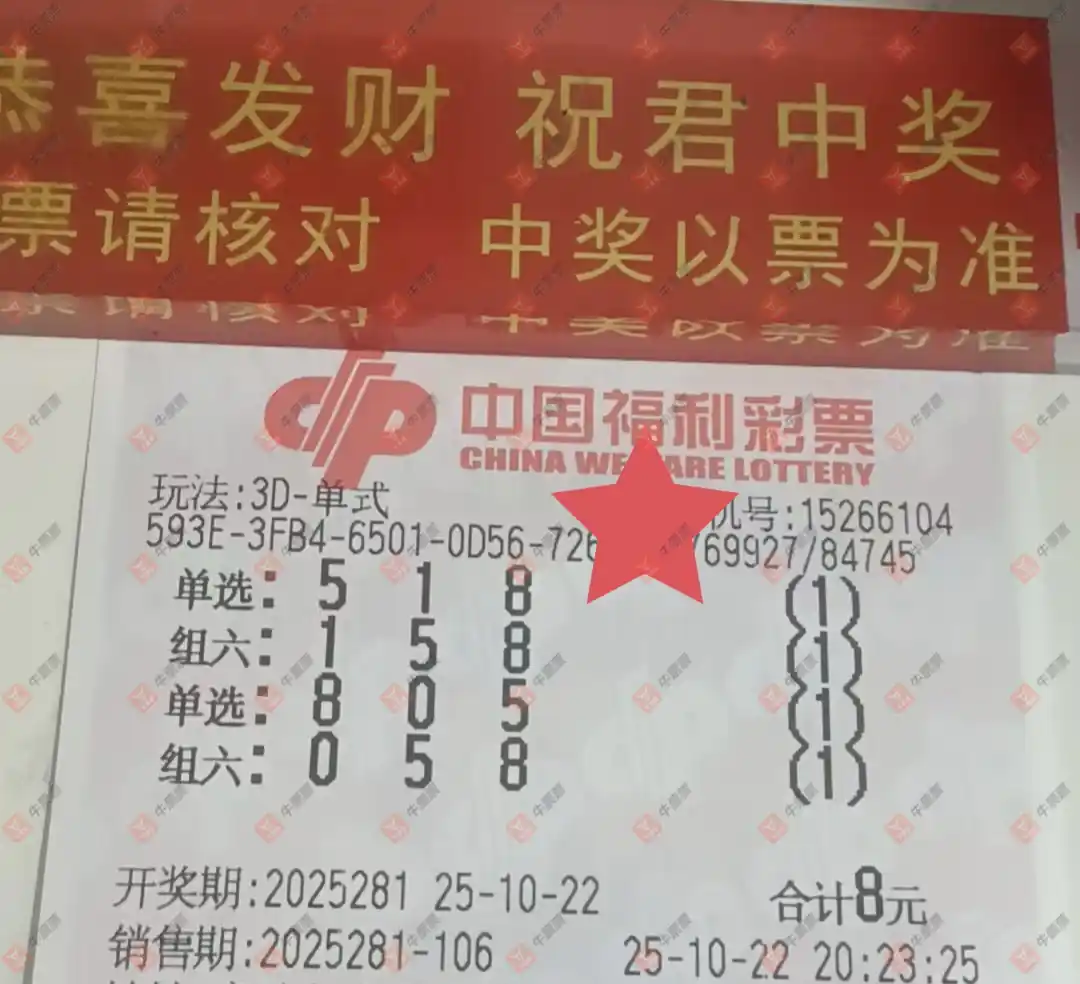 恭喜发财 祝君中奖
票请核对 中奖以票为准
中国福利彩票
CHINA WE ARE LOTTERY
玩法:3D-单式 机号:15266104
593E-3FB4-6501-0D56-726 769927/84745
单选: 5 1 8 (1)
组六: 1 5 8 (1)
单选: 8 0 5 (1)
组六: 0 5 8 (1)
开奖期:2025281 25-10-22 合计8元
销售期:2025281-106 25-10-22 20:23:25